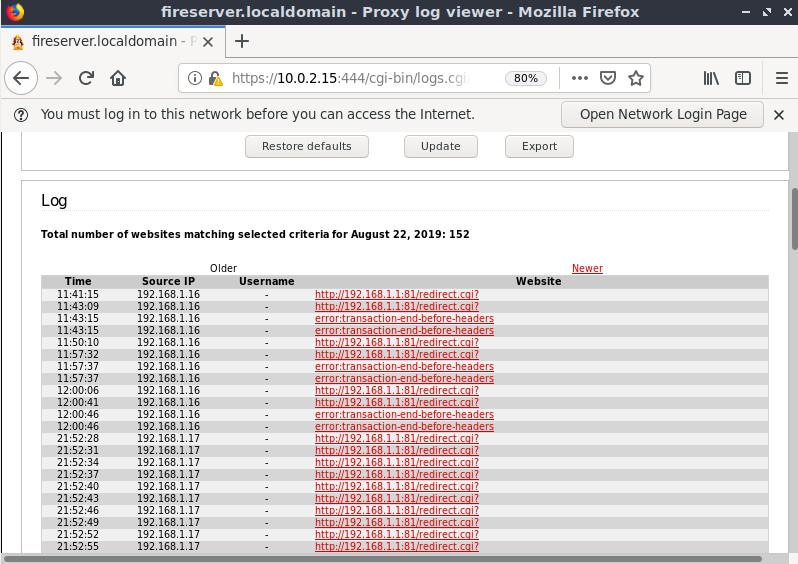 fireserver.localdomain - Proxy log viewer - Mozilla Firefox
fireserver.localdomain - P
https://10.0.2.15:444/cgi-bin/logs.cgi 80%
You must log in to this network before you can access the Internet. Open Network Login Page
Restore defaults Update Export
Log
Total number of websites matching selected criteria for August 22, 2019: 152
Older Newer
Time Source IP Username Website
11:41:15 192.168.1.16 - http://192.168.1.1:81/redirect.cgi?
11:43:09 192.168.1.16 - http://192.168.1.1:81/redirect.cgi?
11:43:15 192.168.1.16 - error:transaction-end-before-headers
11:43:15 192.168.1.16 - error:transaction-end-before-headers
11:50:10 192.168.1.16 - http://192.168.1.1:81/redirect.cgi?
11:57:32 192.168.1.16 - http://192.168.1.1:81/redirect.cgi?
11:57:37 192.168.1.16 - error:transaction-end-before-headers
11:57:37 192.168.1.16 - error:transaction-end-before-headers
12:00:06 192.168.1.16 - http://192.168.1.1:81/redirect.cgi?
12:00:41 192.168.1.16 - http://192.168.1.1:81/redirect.cgi?
12:00:46 192.168.1.16 - error:transaction-end-before-headers
12:00:46 192.168.1.16 - error:transaction-end-before-headers
21:52:28 192.168.1.17 - http://192.168.1.1:81/redirect.cgi?
21:52:31 192.168.1.17 - http://192.168.1.1:81/redirect.cgi?
21:52:34 192.168.1.17 - http://192.168.1.1:81/redirect.cgi?
21:52:37 192.168.1.17 - http://192.168.1.1:81/redirect.cgi?
21:52:40 192.168.1.17 - http://192.168.1.1:81/redirect.cgi?
21:52:43 192.168.1.17 - http://192.168.1.1:81/redirect.cgi?
21:52:46 192.168.1.17 - http://192.168.1.1:81/redirect.cgi?
21:52:49 192.168.1.17 - http://192.168.1.1:81/redirect.cgi?
21:52:52 192.168.1.17 - http://192.168.1.1:81/redirect.cgi?
21:52:55 192.168.1.17 - http://192.168.1.1:81/redirect.cgi?